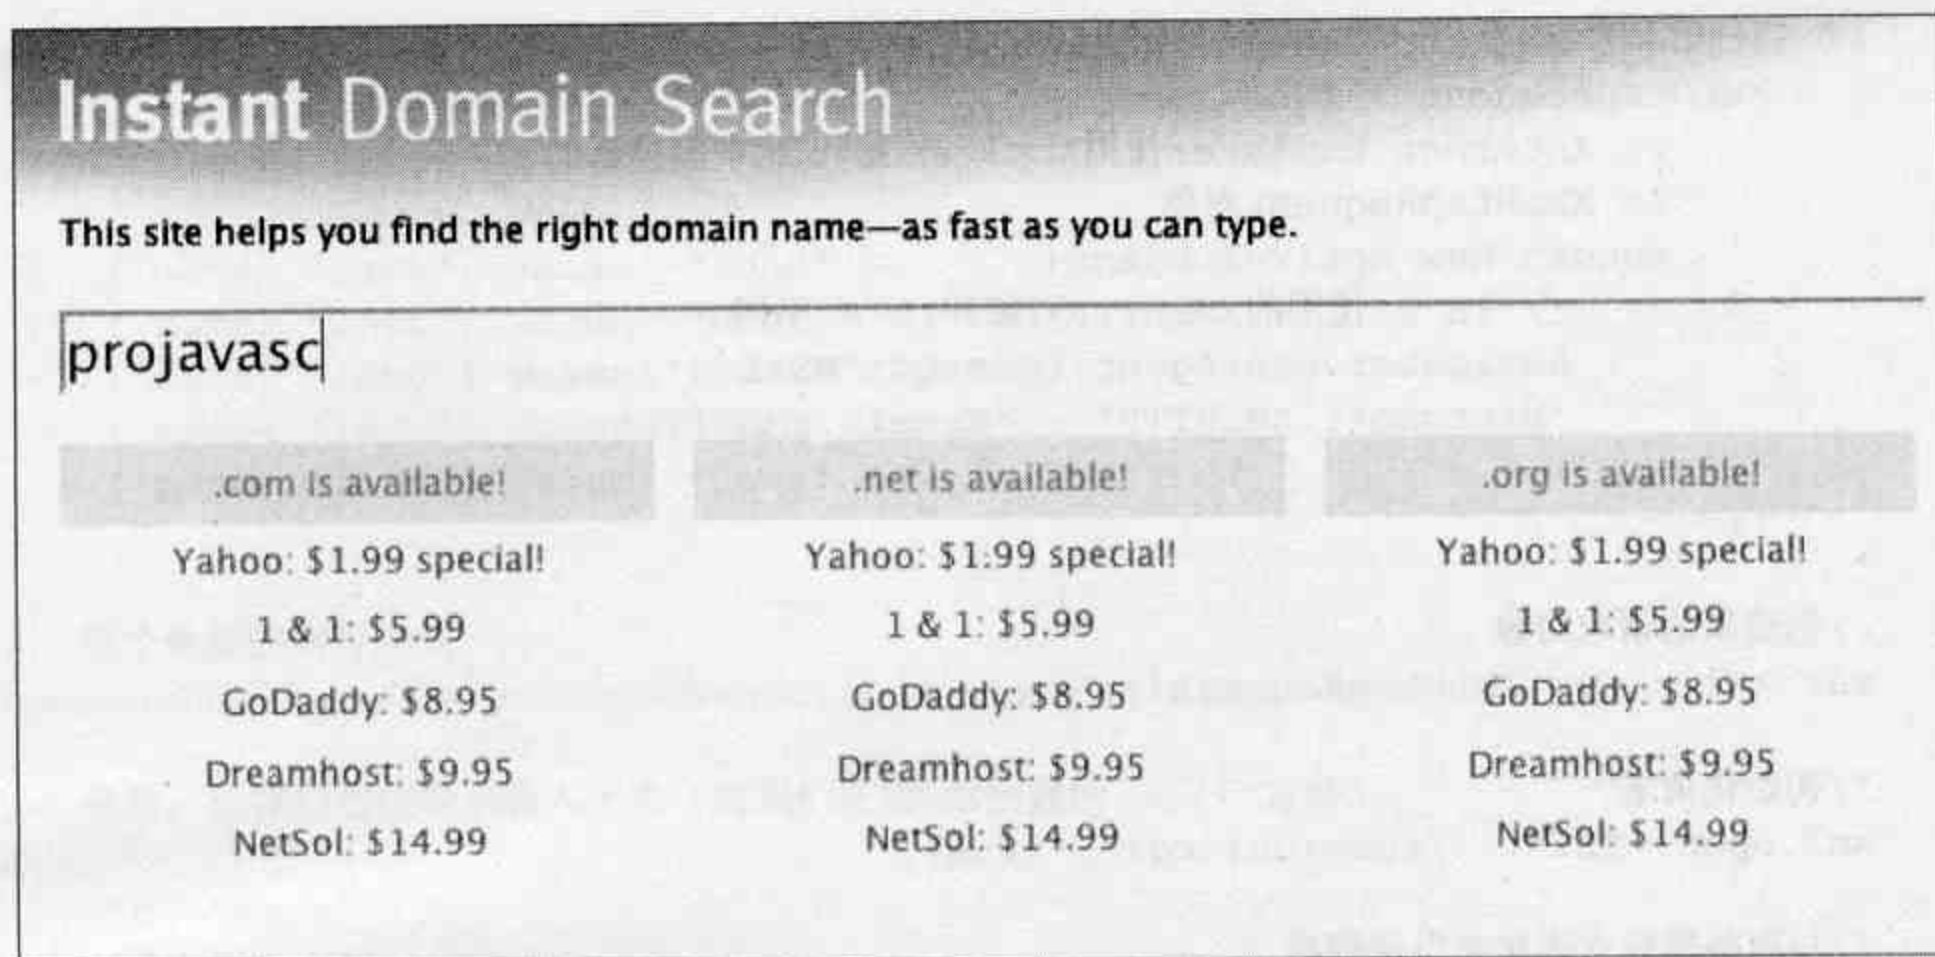 Instant Domain Search
This site helps you find the right domain name—as fast as you can type.
projavasc
.com is available! .net is available! .org is available!
Yahoo: $1.99 special! Yahoo: $1.99 special! Yahoo: $1.99 special!
1 & 1: $5.99 1 & 1: $5.99 1 & 1: $5.99
GoDaddy: $8.95 GoDaddy: $8.95 GoDaddy: $8.95
Dreamhost: $9.95 Dreamhost: $9.95 Dreamhost: $9.95
NetSol: $14.99 NetSol: $14.99 NetSol: $14.99